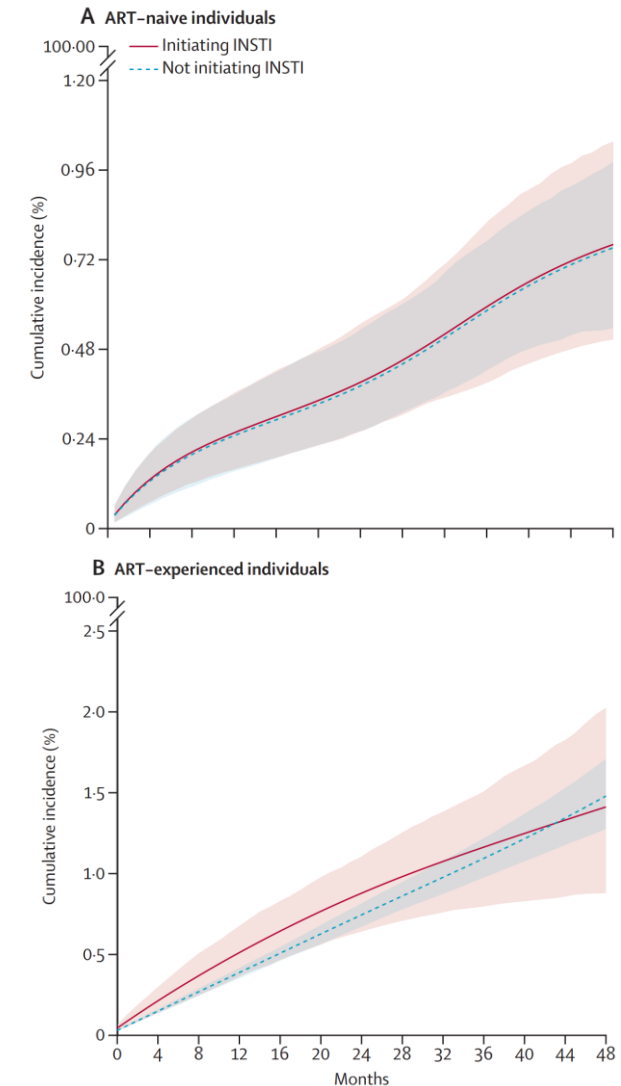 A ART–naive individuals
100·00
Initiating INSTI
Not initiating INSTI
1·20
0·96
0·72
0·48
0·24
0
Cumulative incidence (%)
B ART–experienced individuals
100·0
2·5
2·0
1·5
1·0
0·5
0
Cumulative incidence (%)
0 4 8 12 16 20 24 28 32 36 40 44 48
Months